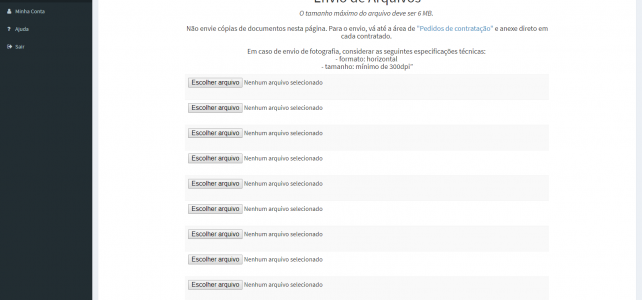 Envio de Arquivos
Minha Conta
O tamanho máximo do arquivo deve ser 6 MB.
Ajuda
Não envie cópias de documentos nesta página. Para o envio, vá até a área de "Pedidos de contratação" e anexe direto em
cada contratado.
Sair
Em caso de envio de fotografia, considerar as seguintes especificações técnicas:
- formato: horizontal
- tamanho: mínimo de 300dpi"
Escolher arquivo Nenhum arquivo selecionado
Escolher arquivo Nenhum arquivo selecionado
Escolher arquivo Nenhum arquivo selecionado
Escolher arquivo Nenhum arquivo selecionado
Escolher arquivo Nenhum arquivo selecionado
Escolher arquivo Nenhum arquivo selecionado
Escolher arquivo Nenhum arquivo selecionado
Escolher arquivo Nenhum arquivo selecionado
Escolher arquivo Nenhum arquivo selecionado